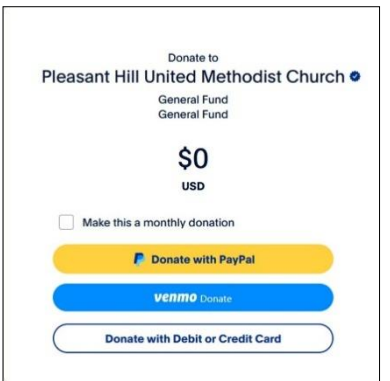 Donate to
Pleasant Hill United Methodist Church
General Fund
General Fund
$0
USD
Make this a monthly donation
Donate with PayPal
venmo Donate
Donate with Debit or Credit Card